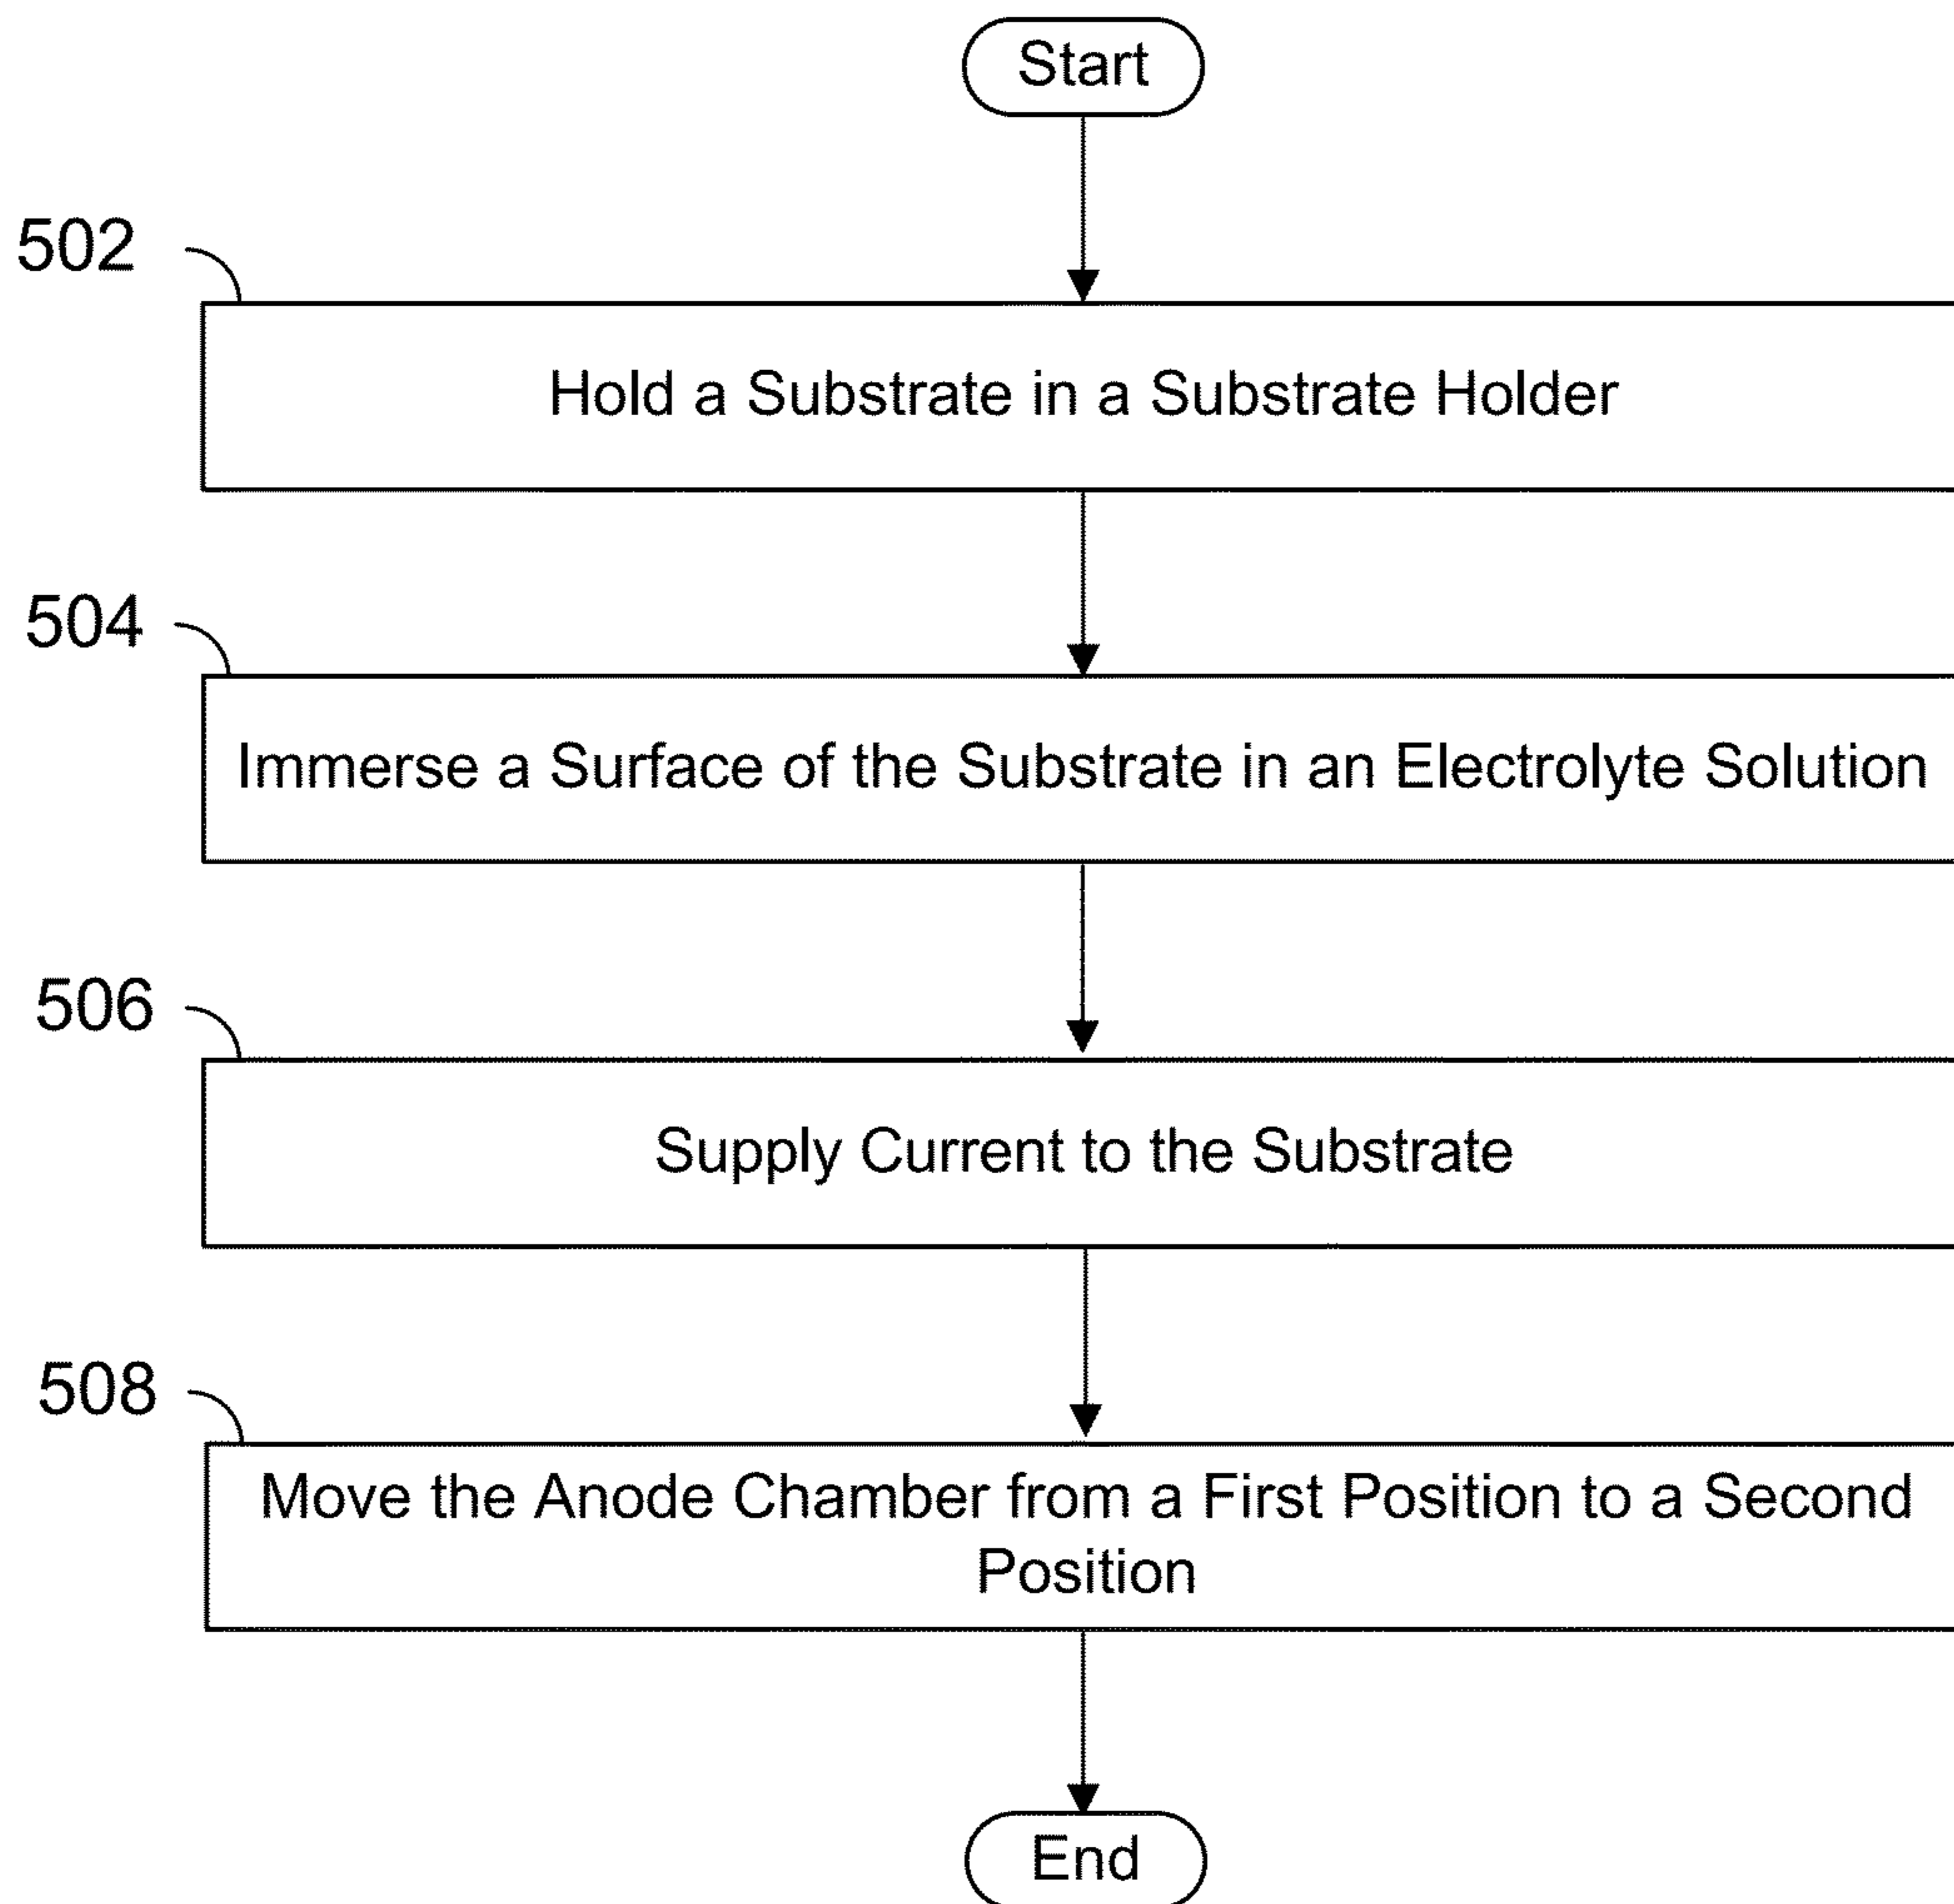 Start
502
Hold a Substrate in a Substrate Holder
504
Immerse a Surface of the Substrate in an Electrolyte Solution
506
Supply Current to the Substrate
508
Move the Anode Chamber from a First Position to a Second
Position
End